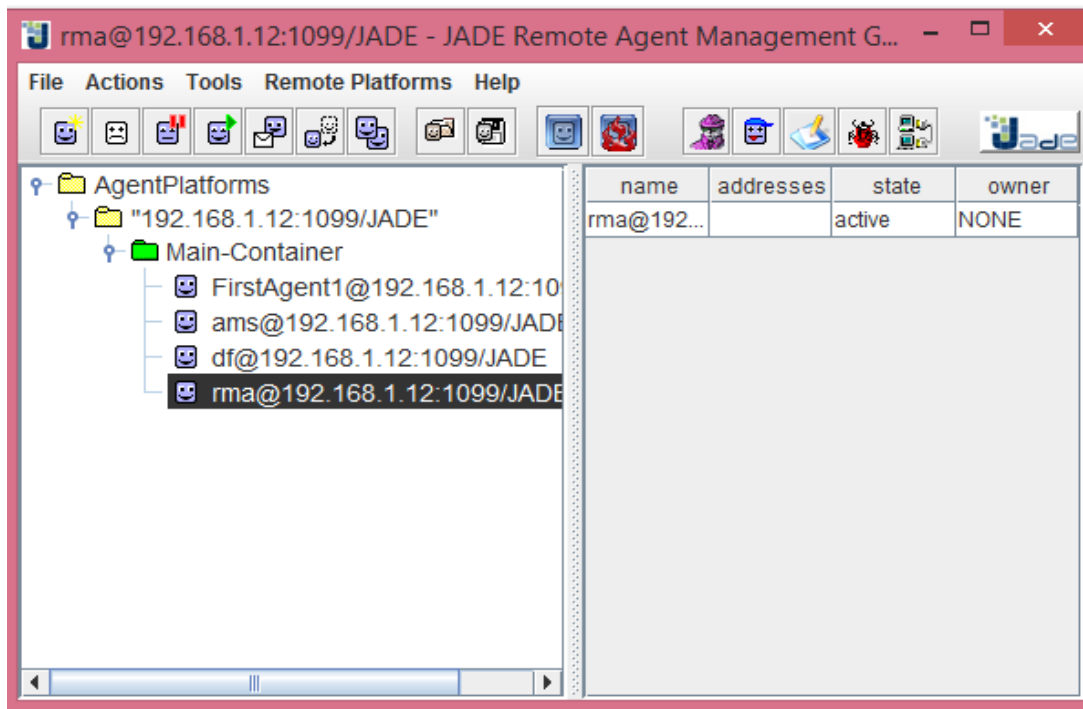 rma@192.168.1.12:1099/JADE - JADE Remote Agent Management G...
File Actions Tools Remote Platforms Help
Jade
AgentPlatforms
"192.168.1.12:1099/JADE"
Main-Container
FirstAgent1@192.168.1.12:10
ams@192.168.1.12:1099/JADE
df@192.168.1.12:1099/JADE
rma@192.168.1.12:1099/JADE
name addresses state owner
rma@192... active NONE